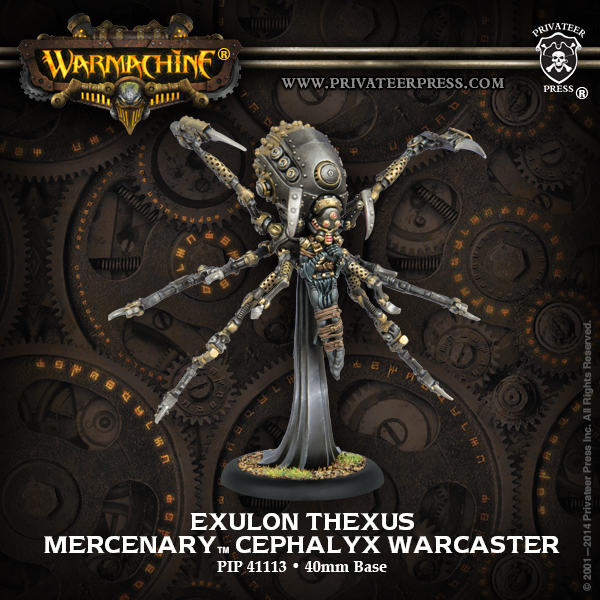 WARMACHINE®
PRIVATEER
PRESS®
WWW.PRIVATEERPRESS.COM
EXULON THEXUS
MERCENARY™ CEPHALYX WARCASTER
PIP 41113 • 40mm Base
© 2001–2014 Privateer Press Inc. All Rights Reserved.